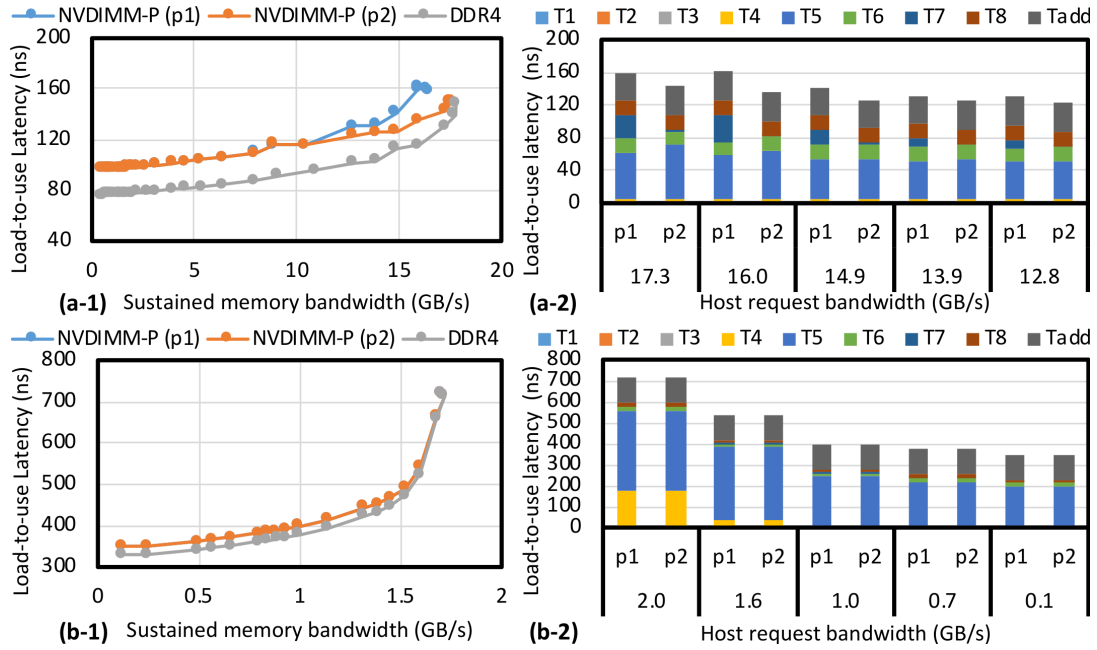 NVDIMM-P (p1) NVDIMM-P (p2) DDR4
Load-to-use Latency (ns)
200
160
120
80
40
0 5 10 15 20
(a-1) Sustained memory bandwidth (GB/s)
T1 T2 T3 T4 T5 T6 T7 T8 Tadd
Load-to-use latency (ns)
200
160
120
80
40
0
p1 p2 p1 p2 p1 p2 p1 p2 p1 p2
17.3 16.0 14.9 13.9 12.8
(a-2) Host request bandwidth (GB/s)
NVDIMM-P (p1) NVDIMM-P (p2) DDR4
Load-to-use Latency (ns)
800
700
600
500
400
300
0 0.5 1 1.5 2
(b-1) Sustained memory bandwidth (GB/s)
T1 T2 T3 T4 T5 T6 T7 T8 Tadd
Load-to-use latency (ns)
800
700
600
500
400
300
200
100
0
p1 p2 p1 p2 p1 p2 p1 p2 p1 p2
2.0 1.6 1.0 0.7 0.1
(b-2) Host request bandwidth (GB/s)